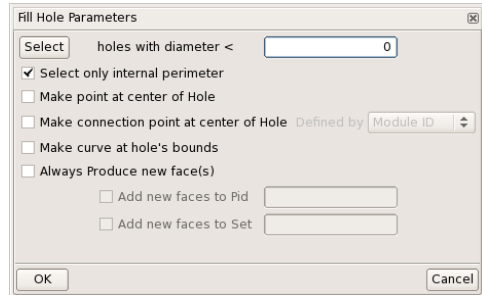 Fill Hole Parameters
Select holes with diameter < 0
Select only internal perimeter
Make point at center of Hole
Make connection point at center of Hole Defined by Module ID
Make curve at hole's bounds
Always Produce new face(s)
Add new faces to Pid
Add new faces to Set
OK Cancel